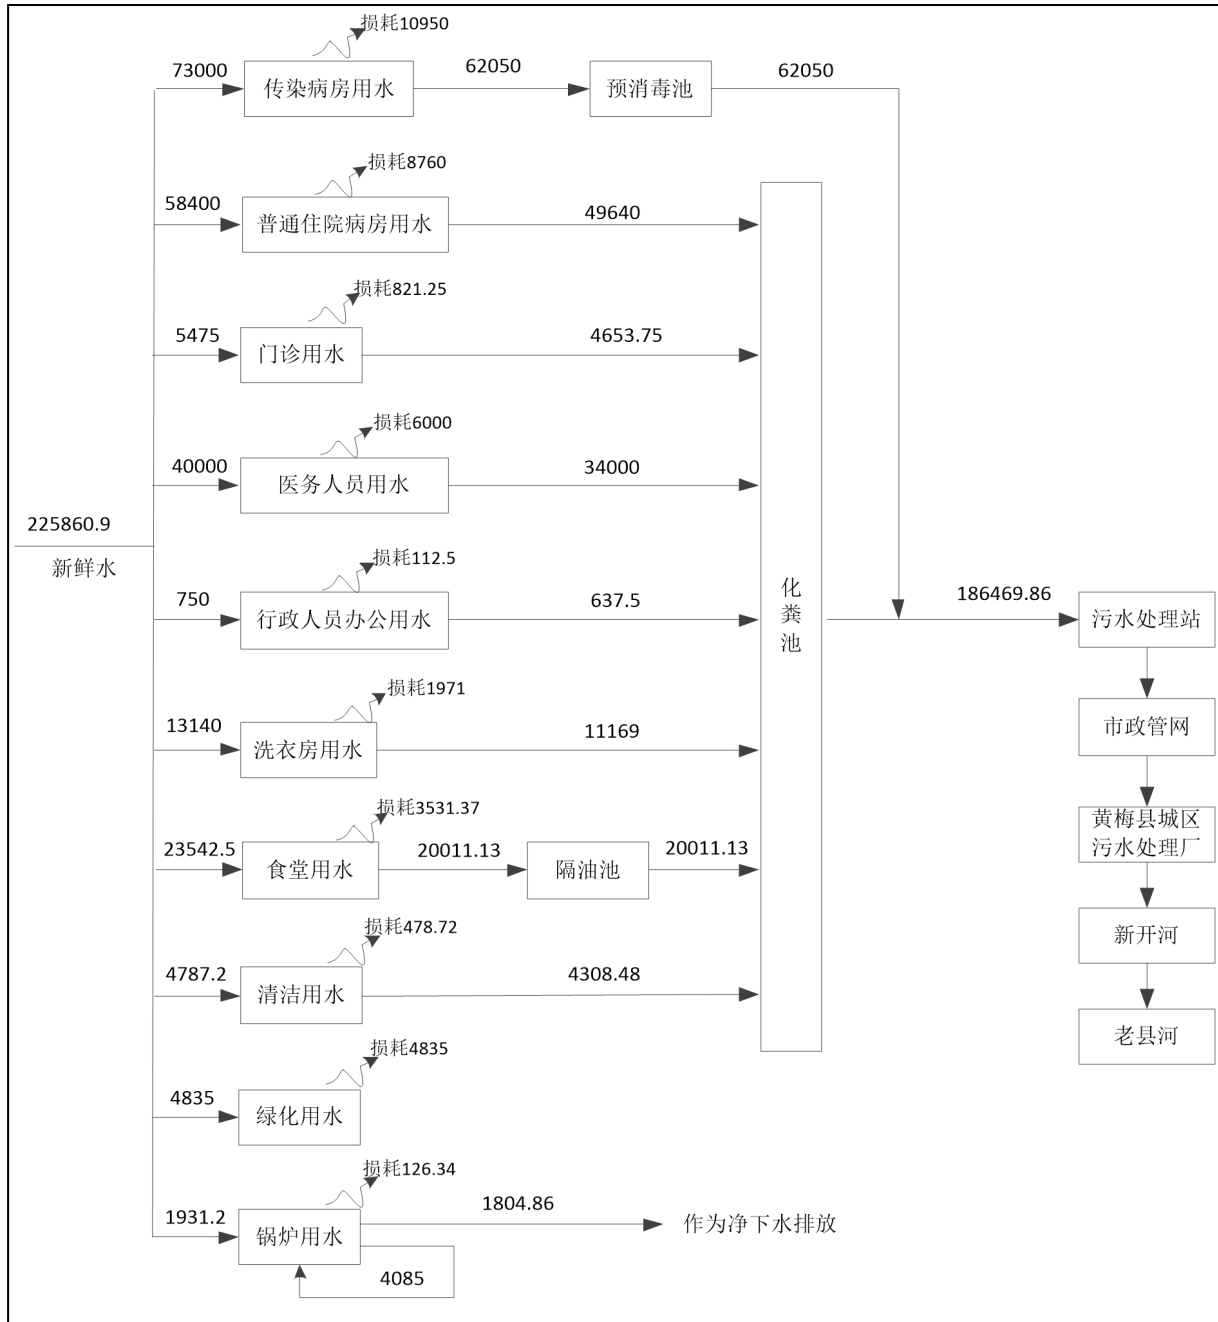 损耗10950
73000
传染病房用水
62050
预消毒池
62050
损耗8760
58400
普通住院病房用水
49640
损耗821.25
5475
门诊用水
4653.75
损耗6000
40000
医务人员用水
34000
225860.9
新鲜水
损耗112.5
750
行政人员办公用水
637.5
化
粪
池
186469.86
污水处理站
损耗1971
13140
洗衣房用水
11169
市政管网
损耗3531.37
23542.5
食堂用水
20011.13
隔油池
20011.13
黄梅县城区
污水处理厂
损耗478.72
4787.2
清洁用水
4308.48
新开河
老县河
损耗4835
4835
绿化用水
损耗126.34
1931.2
锅炉用水
1804.86
作为净下水排放
4085